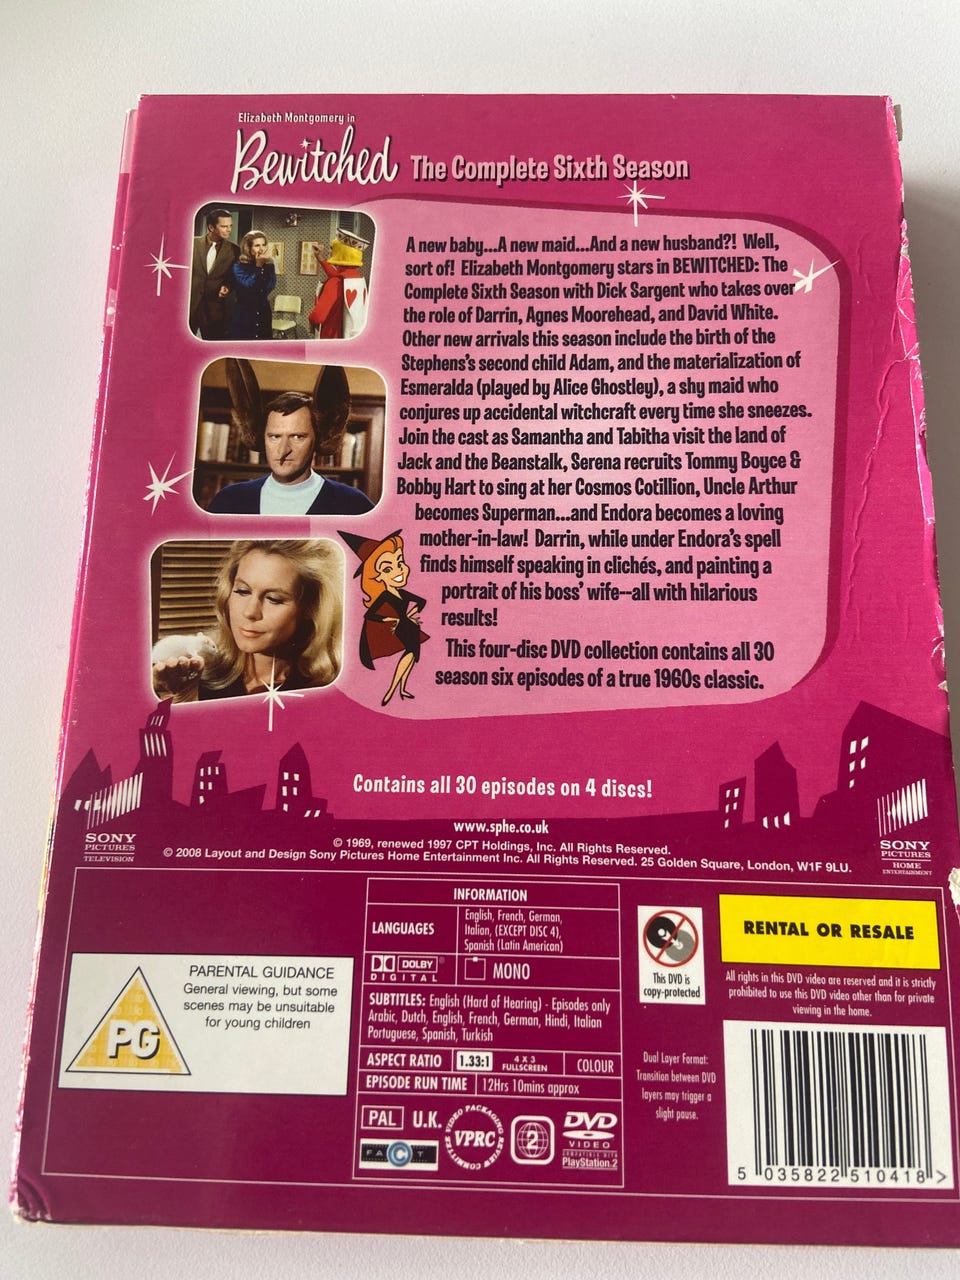 Elizabeth Montgomery in
Bewitched The Complete Sixth Season
A new baby...A new maid...And a new husband?! Well,
sort of! Elizabeth Montgomery stars in BEWITCHED: The
Complete Sixth Season with Dick Sargent who takes over
the role of Darrin, Agnes Moorehead, and David White.
Other new arrivals this season include the birth of the
Stephens's second child Adam, and the materialization of
Esmeralda (played by Alice Ghostley), a shy maid who
conjures up accidental witchcraft every time she sneezes.
Join the cast as Samantha and Tabitha visit the land of
Jack and the Beanstalk, Serena recruits Tommy Boyce &
Bobby Hart to sing at her Cosmos Cotillion, Uncle Arthur
becomes Superman...and Endora becomes a loving
mother-in-law! Darrin, while under Endora's spell
finds himself speaking in clichés, and painting a
portrait of his boss' wife--all with hilarious
results!
This four-disc DVD collection contains all 30
season six episodes of a true 1960s classic.
Contains all 30 episodes on 4 discs!
www.sphe.co.uk
© 1969, renewed 1997 CPT Holdings, Inc. All Rights Reserved.
© 2008 Layout and Design Sony Pictures Home Entertainment Inc. All Rights Reserved. 25 Golden Square, London, W1F 9LU.
SONY
PICTURES
TELEVISION
SONY
PICTURES
HOME
ENTERTAINMENT
PARENTAL GUIDANCE
General viewing, but some
scenes may be unsuitable
for young children
PG
INFORMATION
LANGUAGES
English, French, German,
Italian, (EXCEPT DISC 4),
Spanish (Latin American)
DOLBY
DIGITAL
MONO
SUBTITLES: English (Hard of Hearing) - Episodes only
Arabic, Dutch, English, French, German, Hindi, Italian
Portuguese, Spanish, Turkish
ASPECT RATIO 1.33:1 4 X 3 FULLSCREEN COLOUR
EPISODE RUN TIME 12Hrs 10mins approx
PAL U.K.
FACT
VIDEO PACKAGING REVIEW COMMITTEE
VPRC
2
DVD
VIDEO
COMPATIBLE WITH
PlayStation.2
This DVD is
copy-protected
RENTAL OR RESALE
All rights in this DVD video are reserved and it is strictly
prohibited to use this DVD video other than for private
viewing in the home.
Dual Layer Format:
Transition between DVD
layers may trigger a
slight pause.
5 035822 510418 >